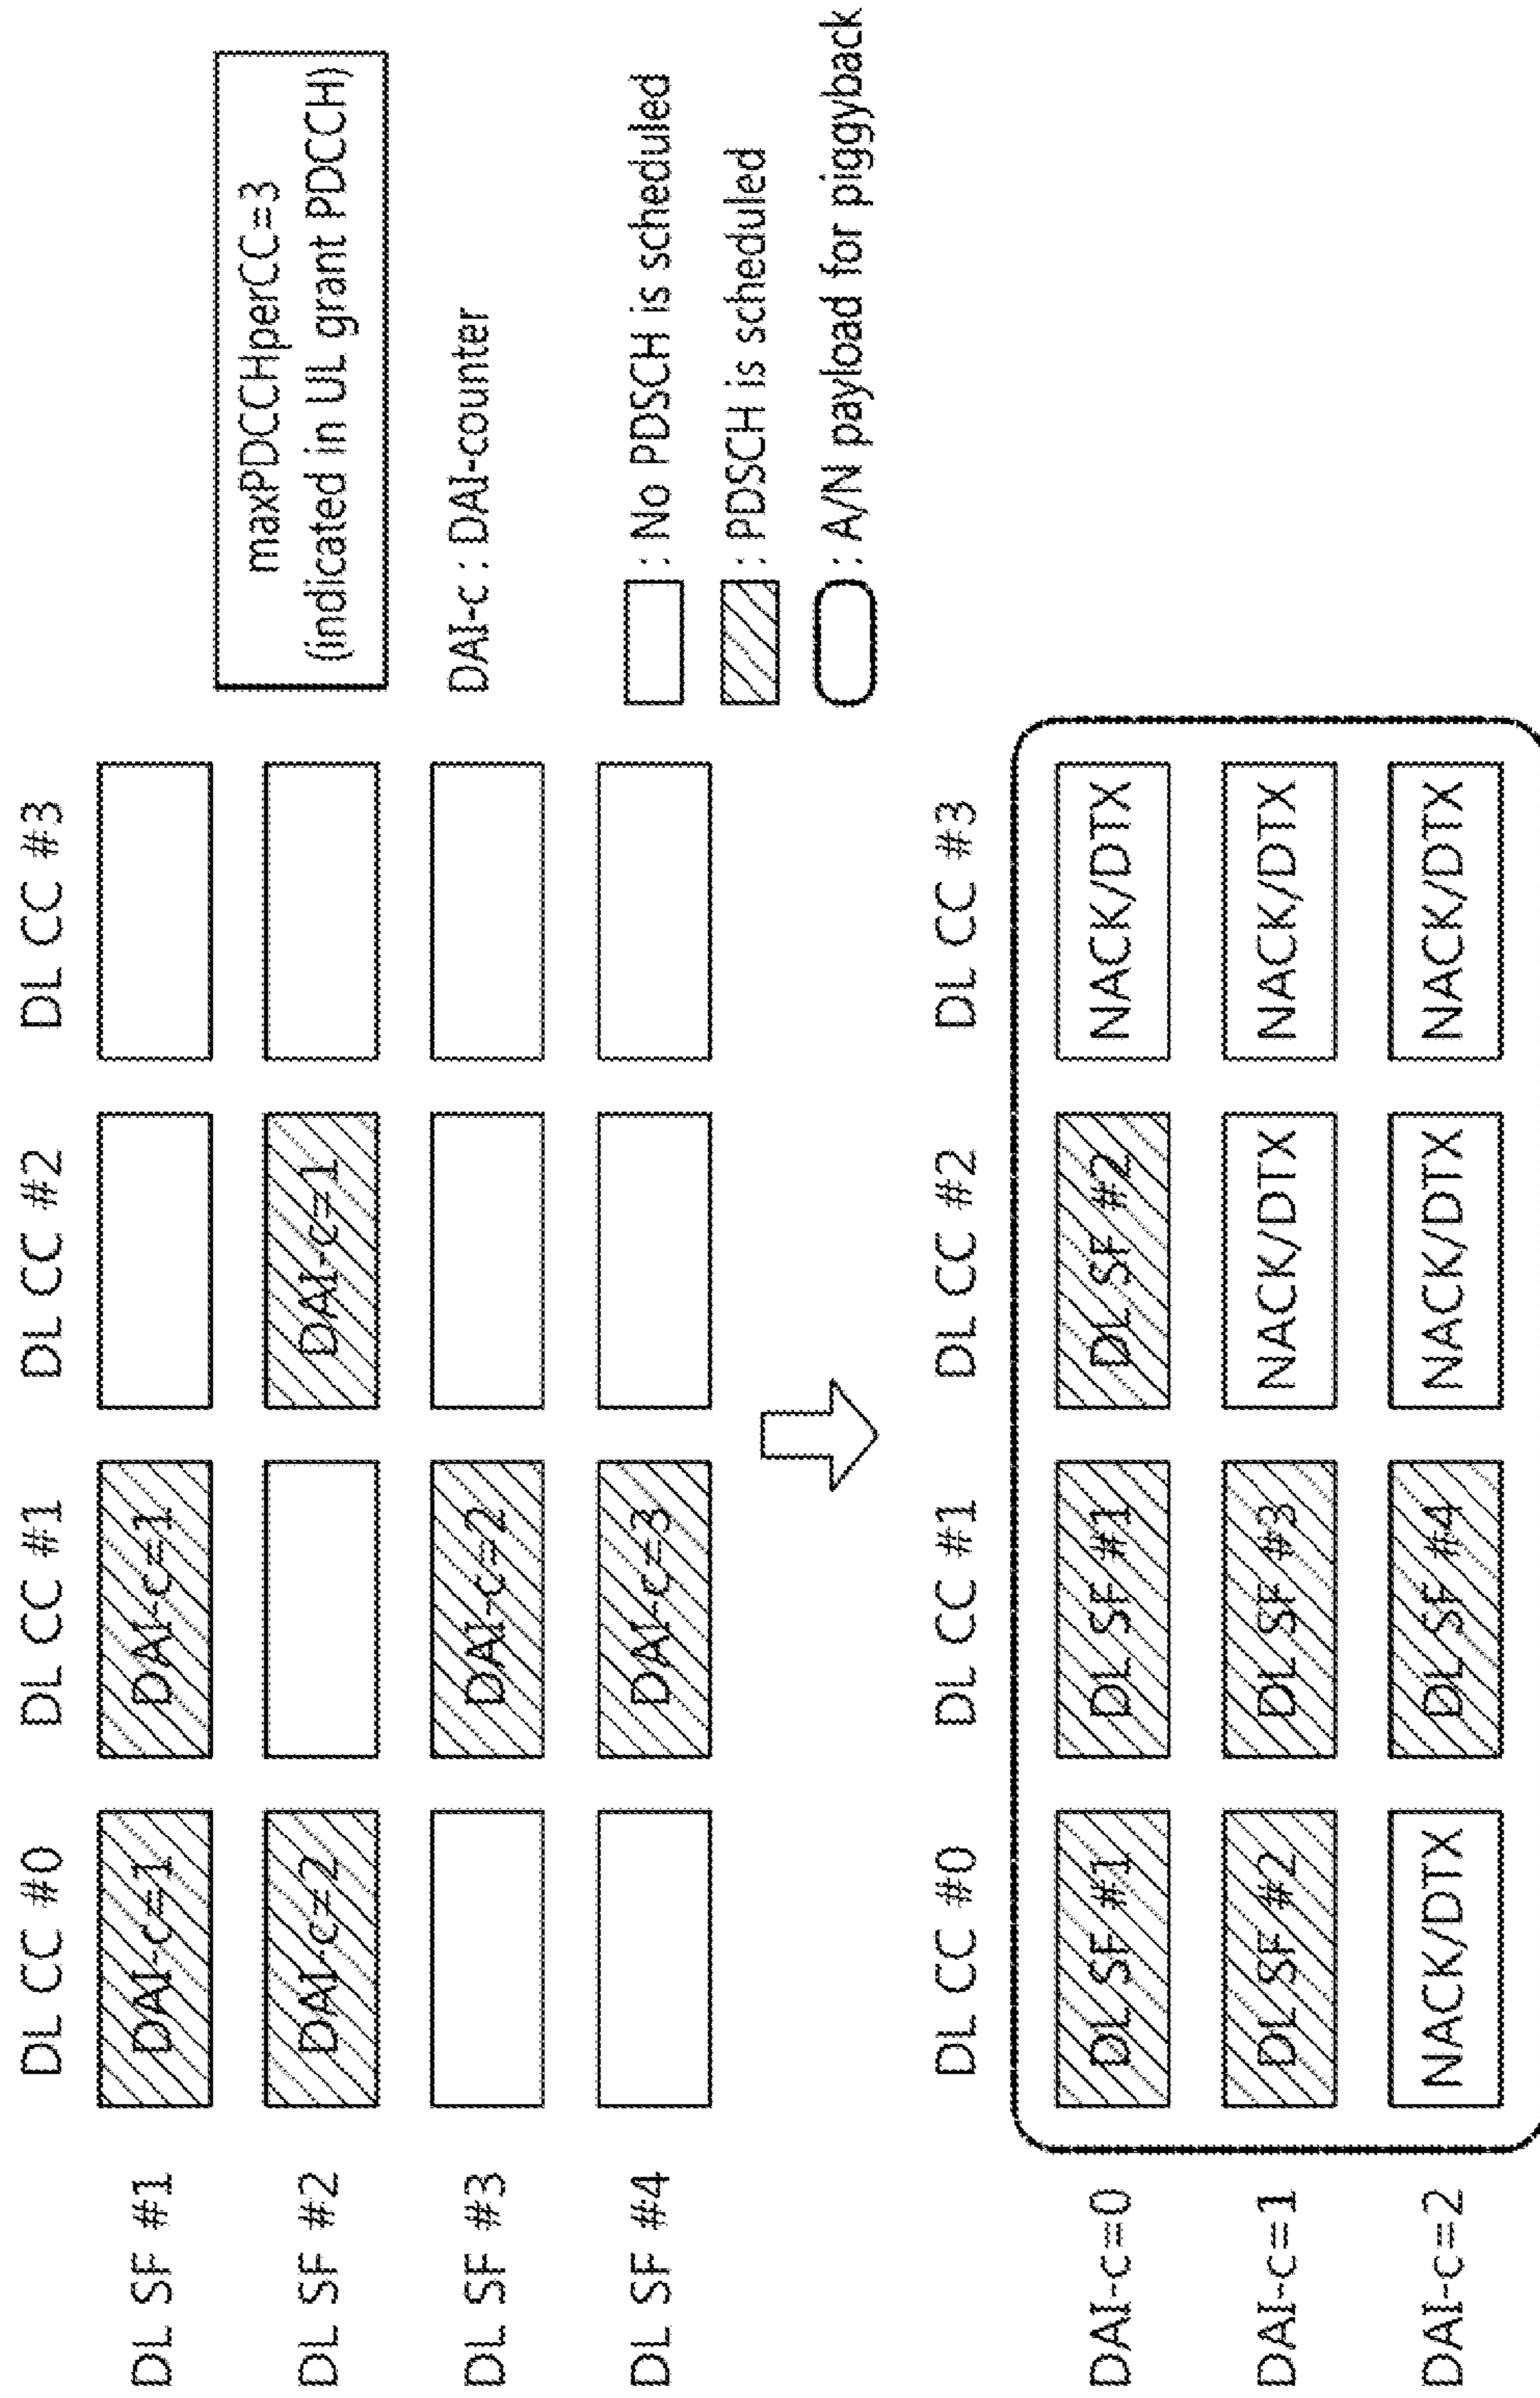 DL CC #0 DL CC #1 DL CC #2 DL CC #3
DL SF #1 DAI-c=1 DAI-c=1
DL SF #2 DAI-c=2 DAI-c=1
DL SF #3 DAI-c=2
DL SF #4 DAI-c=3
maxPDCCHperCC=3
(indicated in UL grant PDCCH)
DAI-c : DAI-counter
: No PDSCH is scheduled
: PDSCH is scheduled
: A/N payload for piggyback
DL CC #0 DL CC #1 DL CC #2 DL CC #3
DAI-c=0 DL SF #1 DL SF #1 DL SF #2 NACK/DTX
DAI-c=1 DL SF #2 DL SF #3 NACK/DTX NACK/DTX
DAI-c=2 NACK/DTX DL SF #4 NACK/DTX NACK/DTX